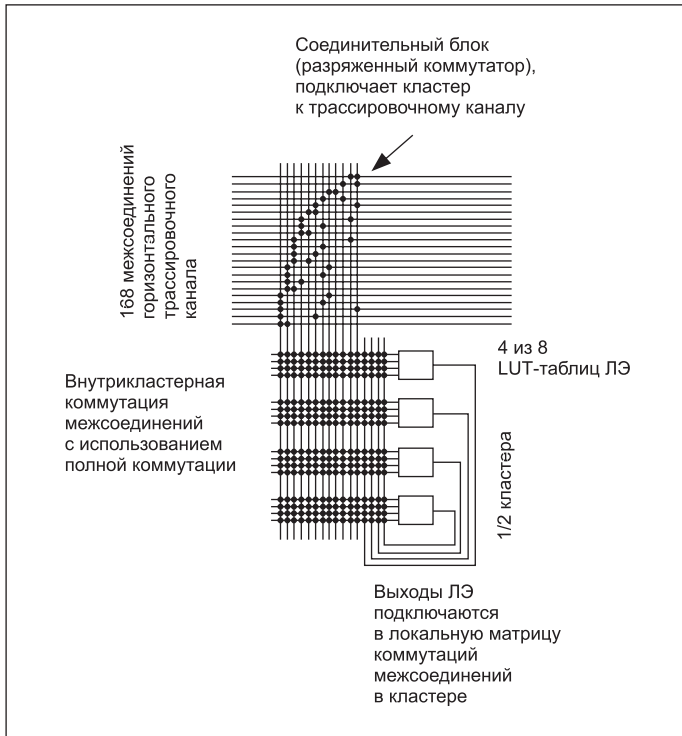 Соединительный блок
(разряженный коммутатор),
подключает кластер
к трассировочному каналу
168 межсоединений
горизонтального
трассировочного
канала
4 из 8
LUT-таблиц ЛЭ
Внутрикластерная
коммутация
межсоединений
с использованием
полной коммутации
1/2 кластера
Выходы ЛЭ
подключаются
в локальную матрицу
коммутаций
межсоединений
в кластере